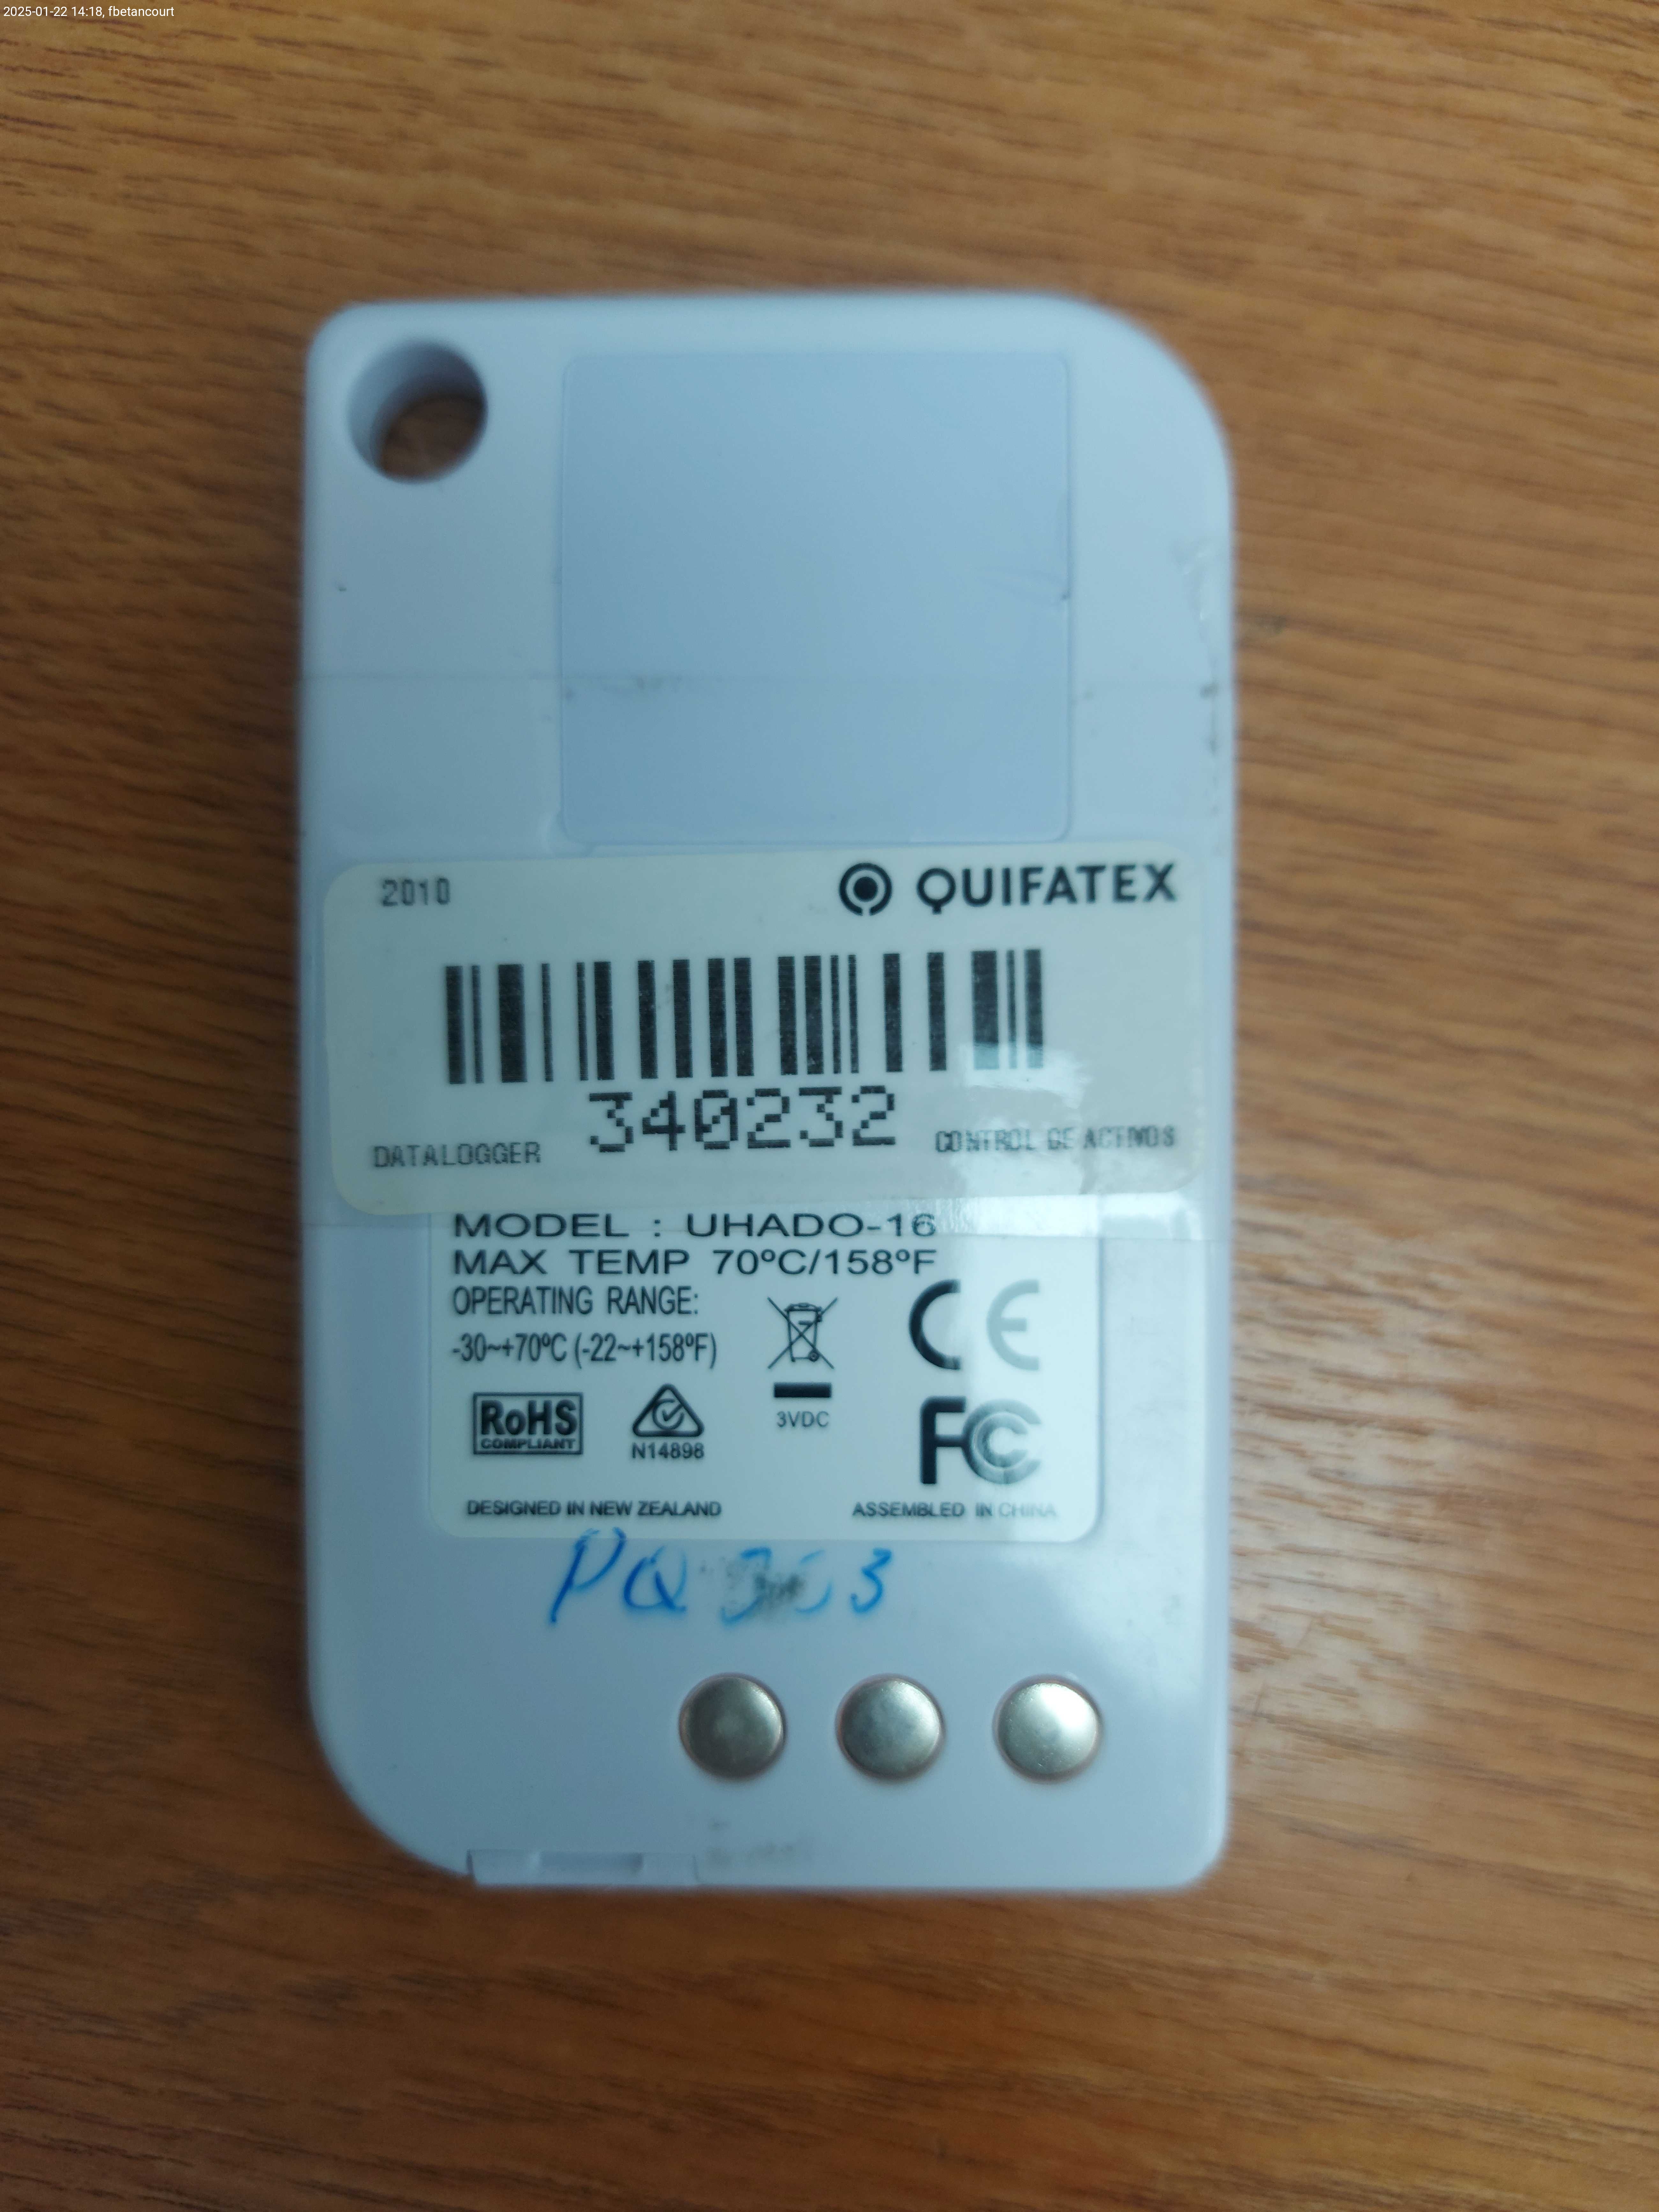 2025-01-22 14:18, fbetancourt
2010 QUIFATEX
340232
DATALOGGER CONTROL DE ACTIVOS
MODEL : UHADO-16
MAX TEMP 70ºC/158ºF
OPERATING RANGE:
-30~+70ºC (-22~+158ºF)
CE
RoHS
COMPLIANT
N14898
3VDC
FC
DESIGNED IN NEW ZEALAND ASSEMBLED IN CHINA
PQ